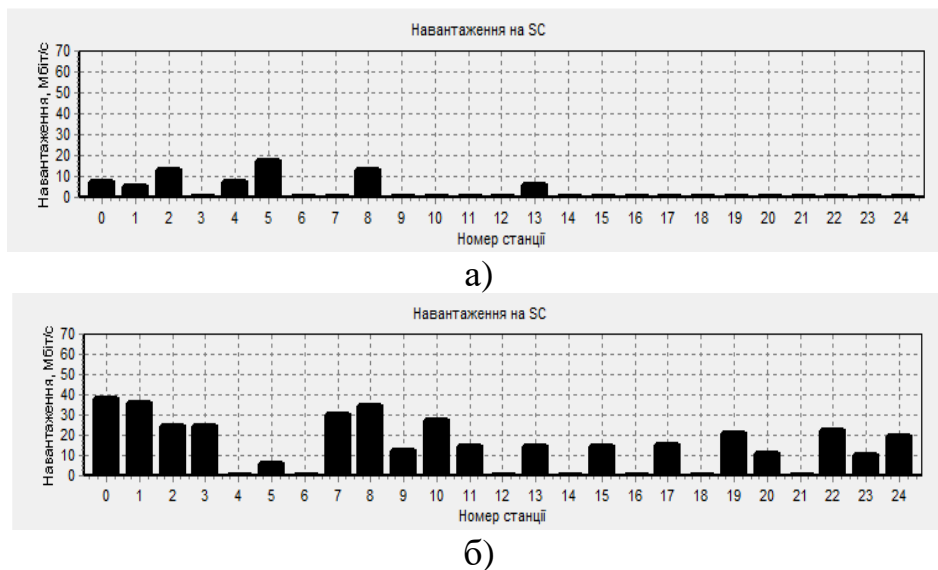 Навантаження на SC
Навантаження, Мбіт/с
70
60
50
40
30
20
10
0
0 1 2 3 4 5 6 7 8 9 10 11 12 13 14 15 16 17 18 19 20 21 22 23 24
Номер станції
а)
Навантаження на SC
Навантаження, Мбіт/с
70
60
50
40
30
20
10
0
0 1 2 3 4 5 6 7 8 9 10 11 12 13 14 15 16 17 18 19 20 21 22 23 24
Номер станції
б)